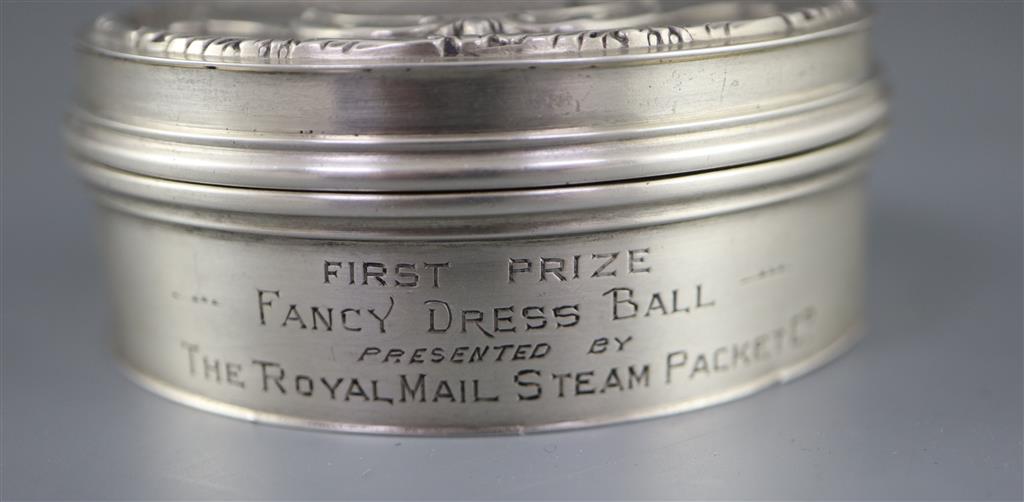 FIRST PRIZE
FANCY DRESS BALL
PRESENTED BY
THE ROYAL MAIL STEAM PACKET Co